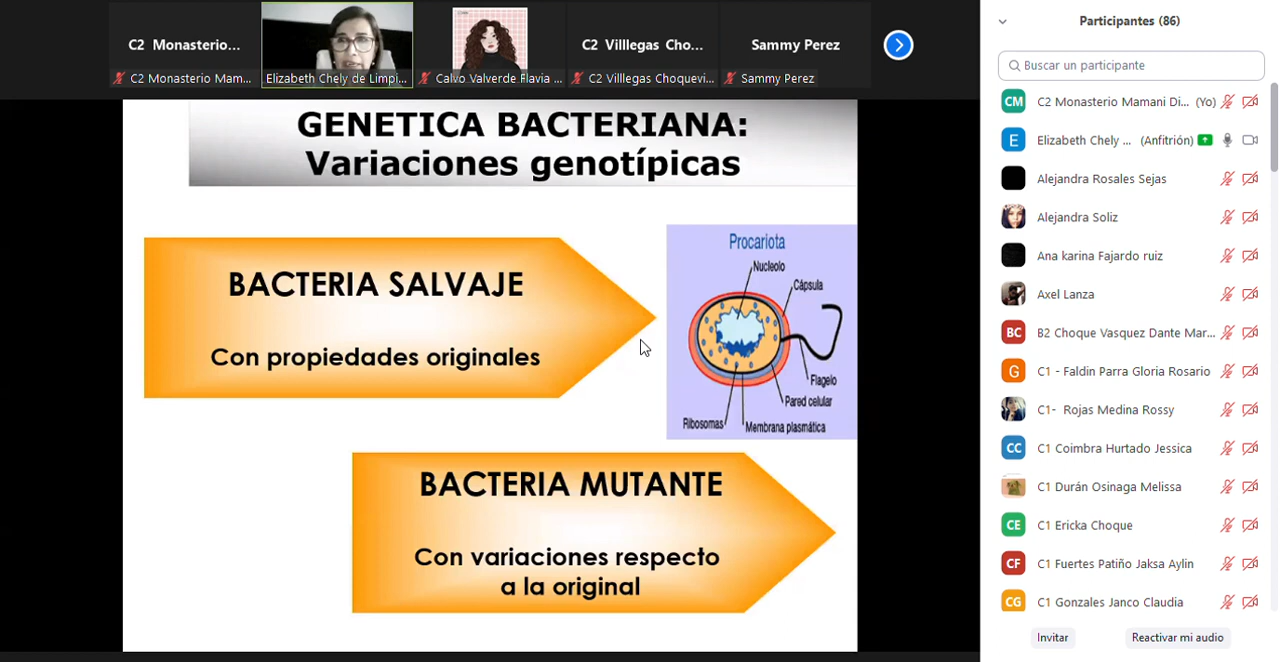 C2 Monasterio...
C2 Villlegas Cho...
Sammy Perez
C2 Monasterio Mam...
Elizabeth Chely de Limpi...
Calvo Valverde Flavia ...
C2 Villlegas Choquevi...
Sammy Perez
GENETICA BACTERIANA:
Variaciones genotípicas
BACTERIA SALVAJE
Con propiedades originales
Procariota
Nucleolo
Cápsula
Flagelo
Pared celular
Ribosomas
Membrana plasmática
BACTERIA MUTANTE
Con variaciones respecto
a la original
Participantes (86)
Buscar un participante
CM C2 Monasterio Mamani Di... (Yo)
E Elizabeth Chely ... (Anfitrión)
Alejandra Rosales Sejas
Alejandra Soliz
Ana karina Fajardo ruiz
Axel Lanza
BC B2 Choque Vasquez Dante Mar...
G C1 - Faldin Parra Gloria Rosario
C1- Rojas Medina Rossy
CC C1 Coimbra Hurtado Jessica
C1 Durán Osinaga Melissa
CE C1 Ericka Choque
CF C1 Fuertes Patiño Jaksa Aylin
CG C1 Gonzales Janco Claudia
Invitar
Reactivar mi audio